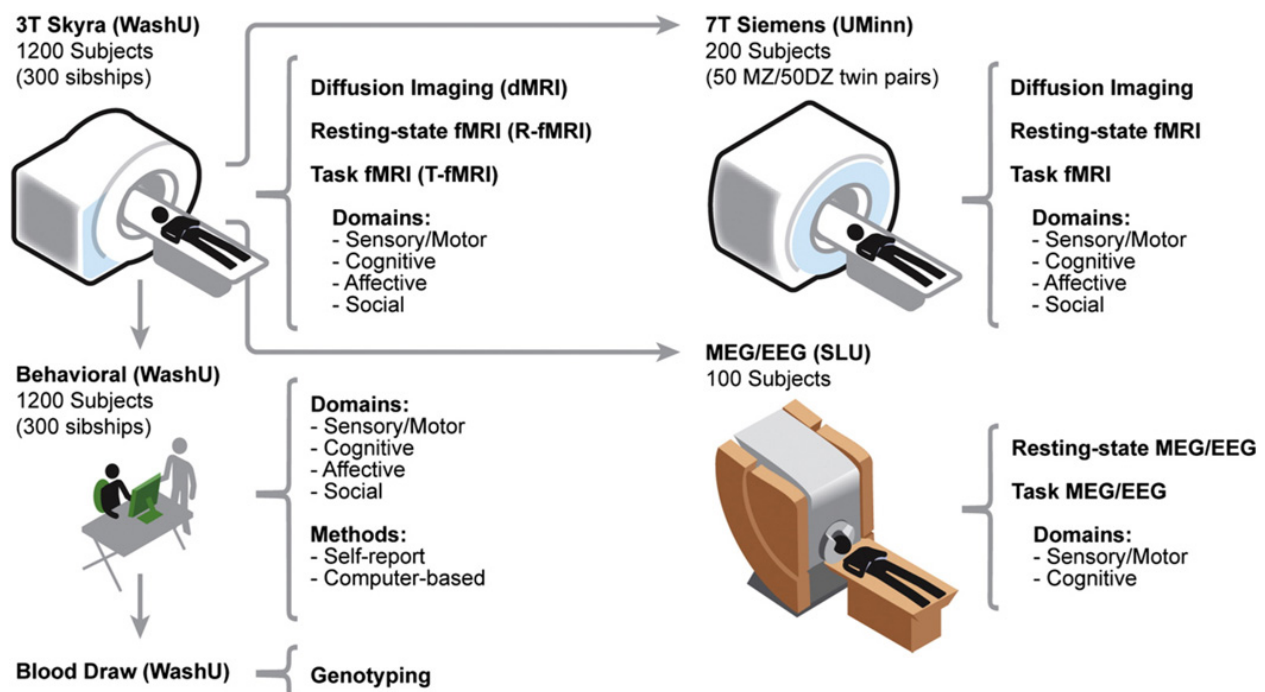 3T Skyra (WashU)
1200 Subjects
(300 sibships)
Diffusion Imaging (dMRI)
Resting-state fMRI (R-fMRI)
Task fMRI (T-fMRI)
Domains:
- Sensory/Motor
- Cognitive
- Affective
- Social
7T Siemens (UMinn)
200 Subjects
(50 MZ/50DZ twin pairs)
Diffusion Imaging
Resting-state fMRI
Task fMRI
Domains:
- Sensory/Motor
- Cognitive
- Affective
- Social
Behavioral (WashU)
1200 Subjects
(300 sibships)
Domains:
- Sensory/Motor
- Cognitive
- Affective
- Social
Methods:
- Self-report
- Computer-based
MEG/EEG (SLU)
100 Subjects
Resting-state MEG/EEG
Task MEG/EEG
Domains:
- Sensory/Motor
- Cognitive
Blood Draw (WashU)
Genotyping